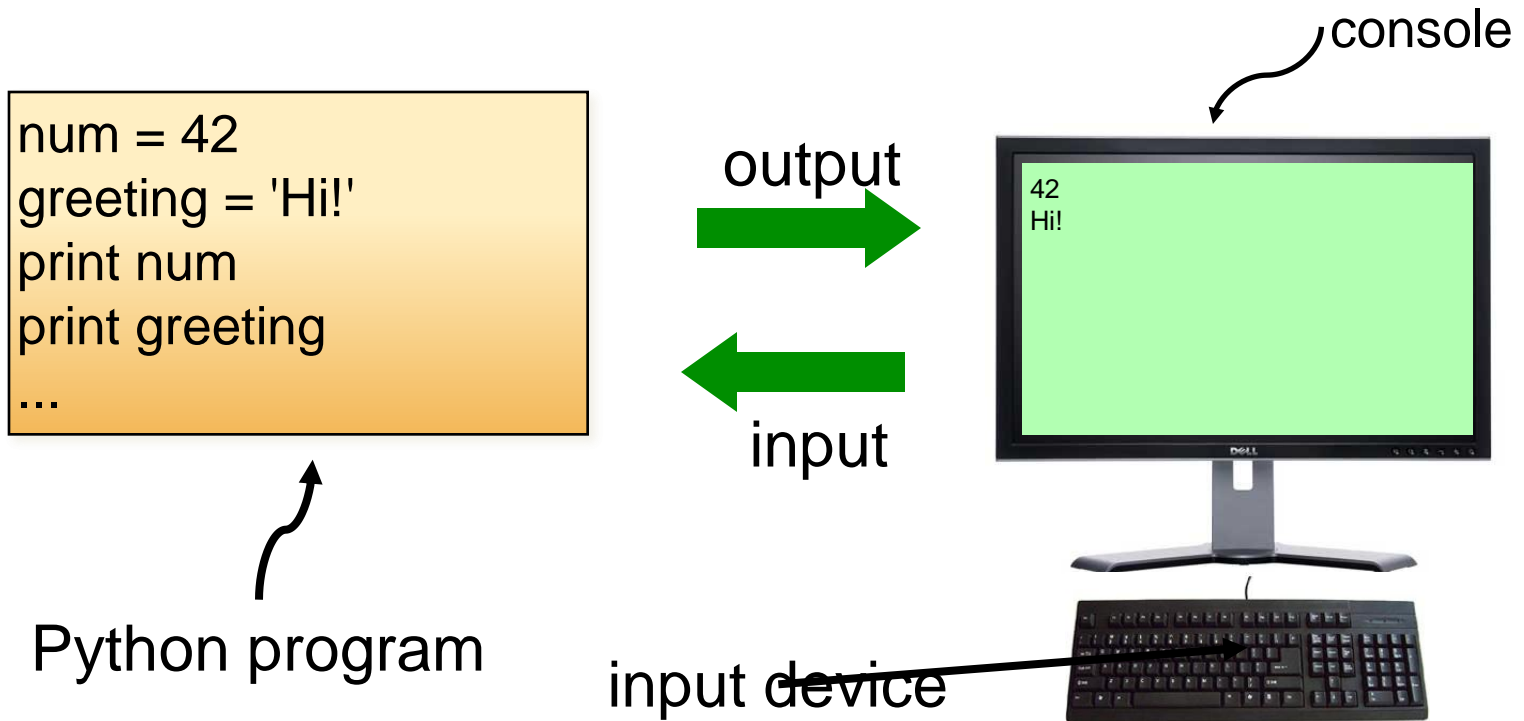 console
num = 42
greeting = 'Hi!'
print num
print greeting
...
output
input
42
Hi!
DELL
Python program
input device